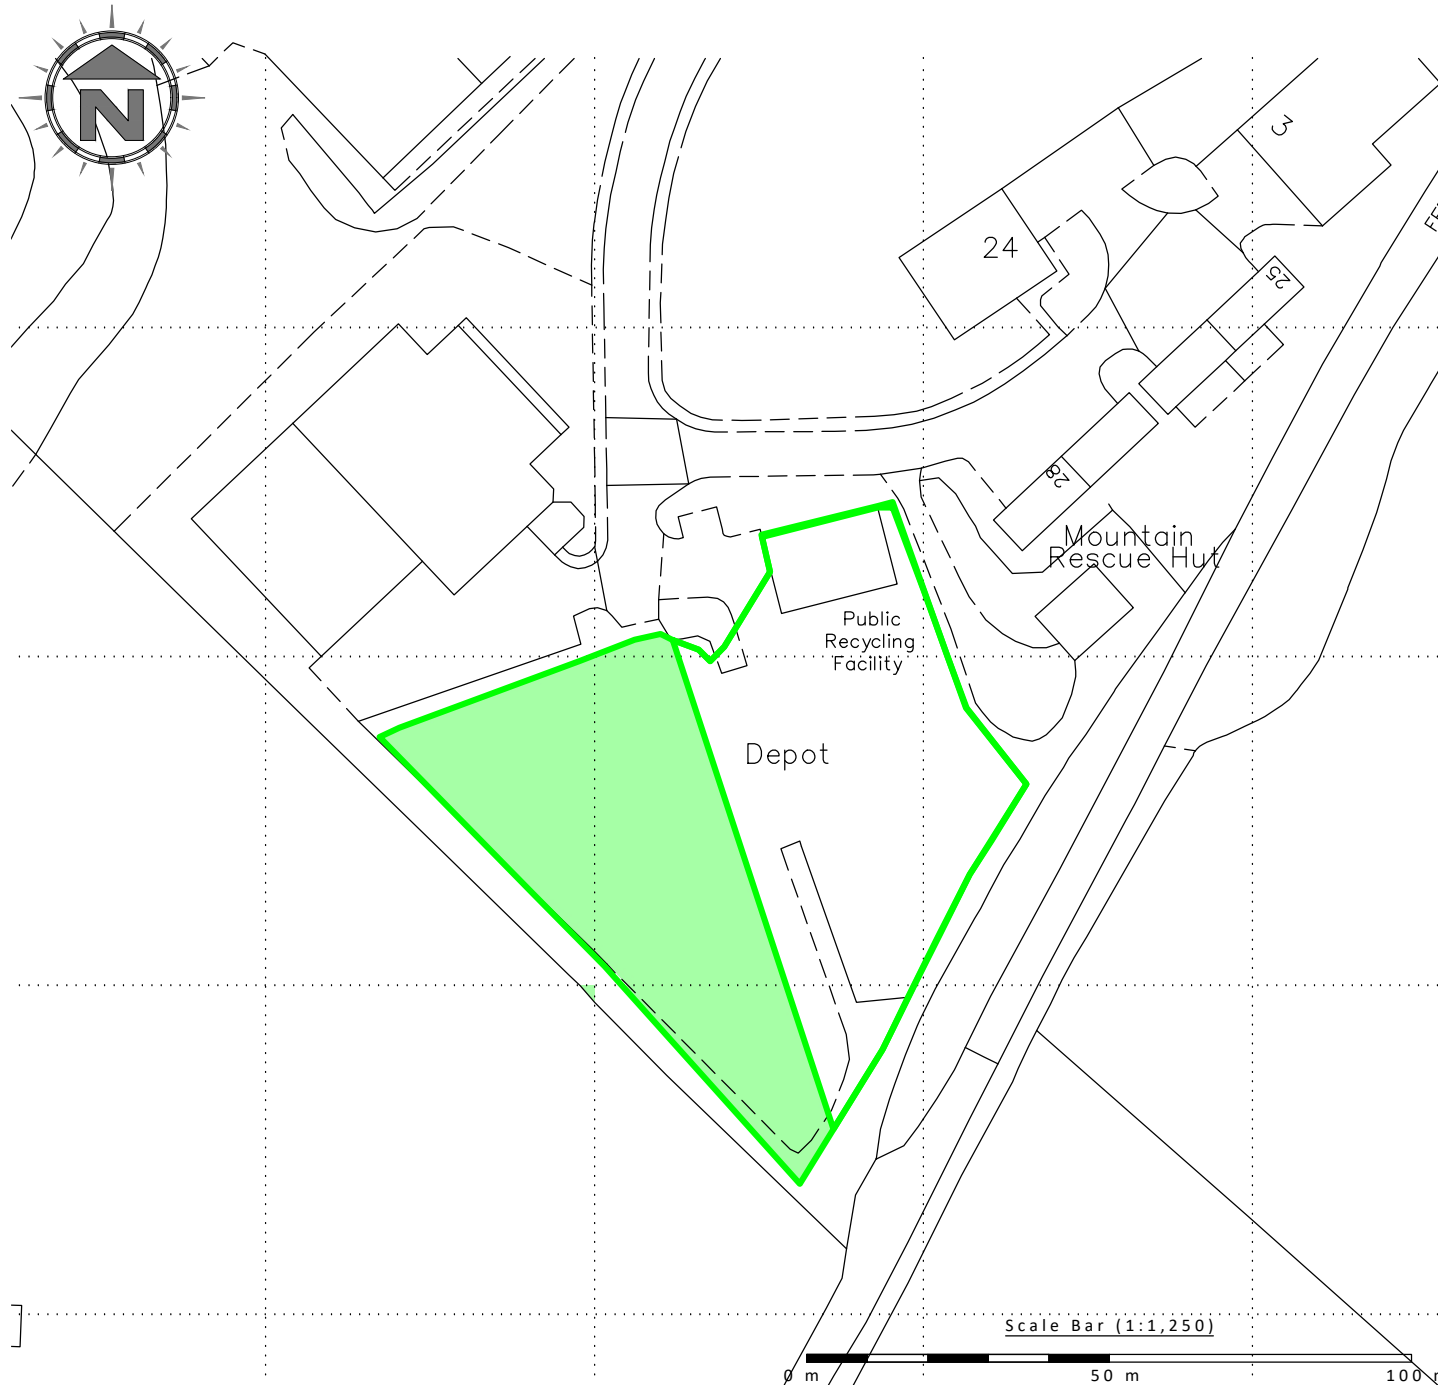 N
3
24
25
28
Mountain
Rescue Hut
Public
Recycling
Facility
Depot
Scale Bar (1:1,250)
0 m 50 m 100